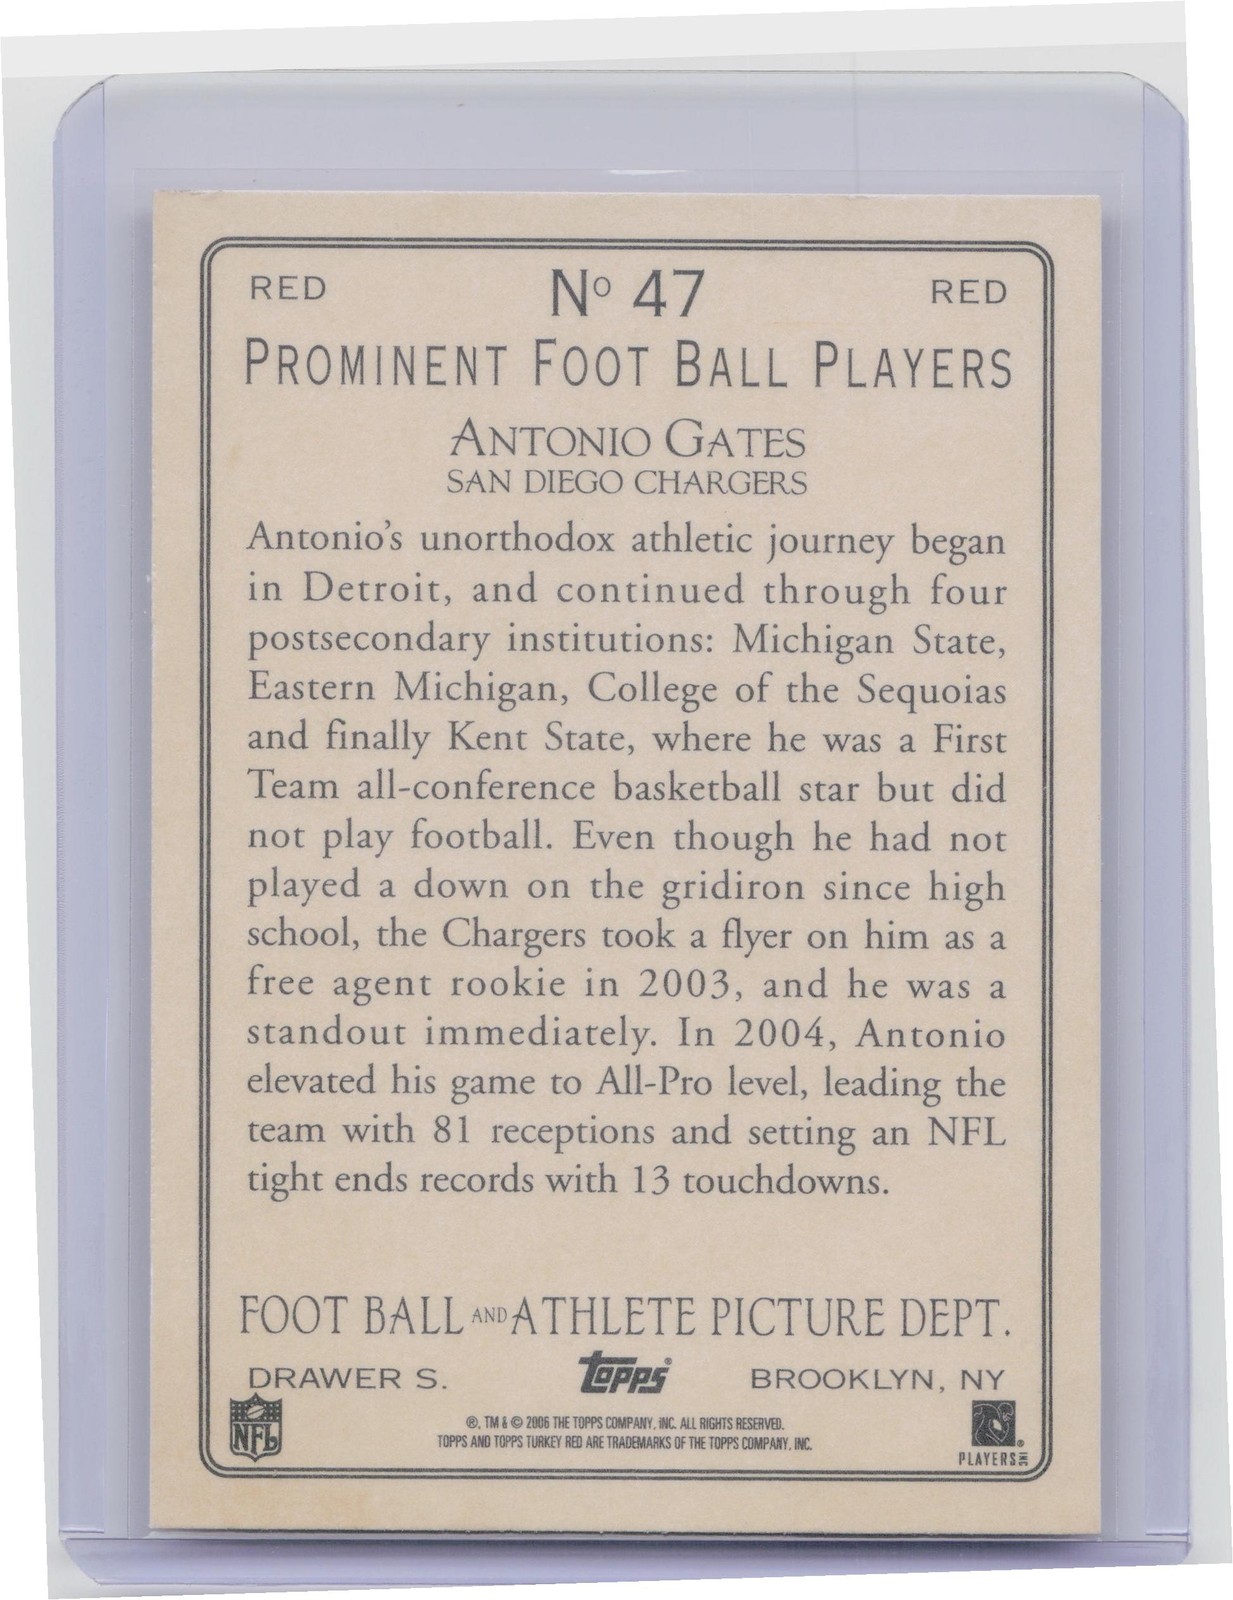 RED Nº 47 RED
PROMINENT FOOT BALL PLAYERS
ANTONIO GATES
SAN DIEGO CHARGERS
Antonio's unorthodox athletic journey began
in Detroit, and continued through four
postsecondary institutions: Michigan State,
Eastern Michigan, College of the Sequoias
and finally Kent State, where he was a First
Team all-conference basketball star but did
not play football. Even though he had not
played a down on the gridiron since high
school, the Chargers took a flyer on him as a
free agent rookie in 2003, and he was a
standout immediately. In 2004, Antonio
elevated his game to All-Pro level, leading the
team with 81 receptions and setting an NFL
tight ends records with 13 touchdowns.
FOOT BALL AND ATHLETE PICTURE DEPT.
DRAWER S. Topps® BROOKLYN, NY
NFL
®, TM & © 2006 THE TOPPS COMPANY, INC. ALL RIGHTS RESERVED.
TOPPS AND TOPPS TURKEY RED ARE TRADEMARKS OF THE TOPPS COMPANY, INC.
PLAYERS INC ®